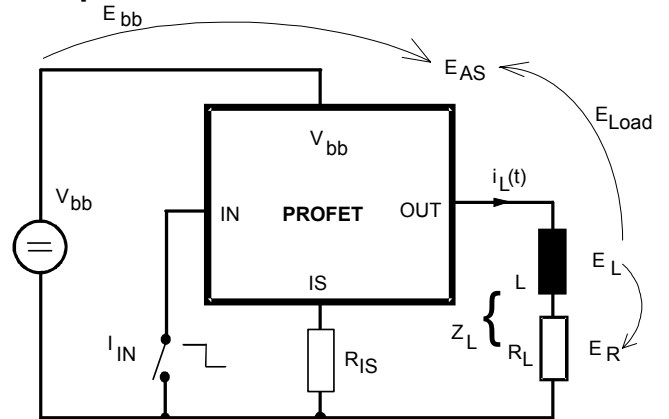 E bb
E AS
E Load
V bb
V bb
IN
PROFET
OUT
i L (t)
IS
L
E L
Z L
{
R L
E R
I IN
R IS